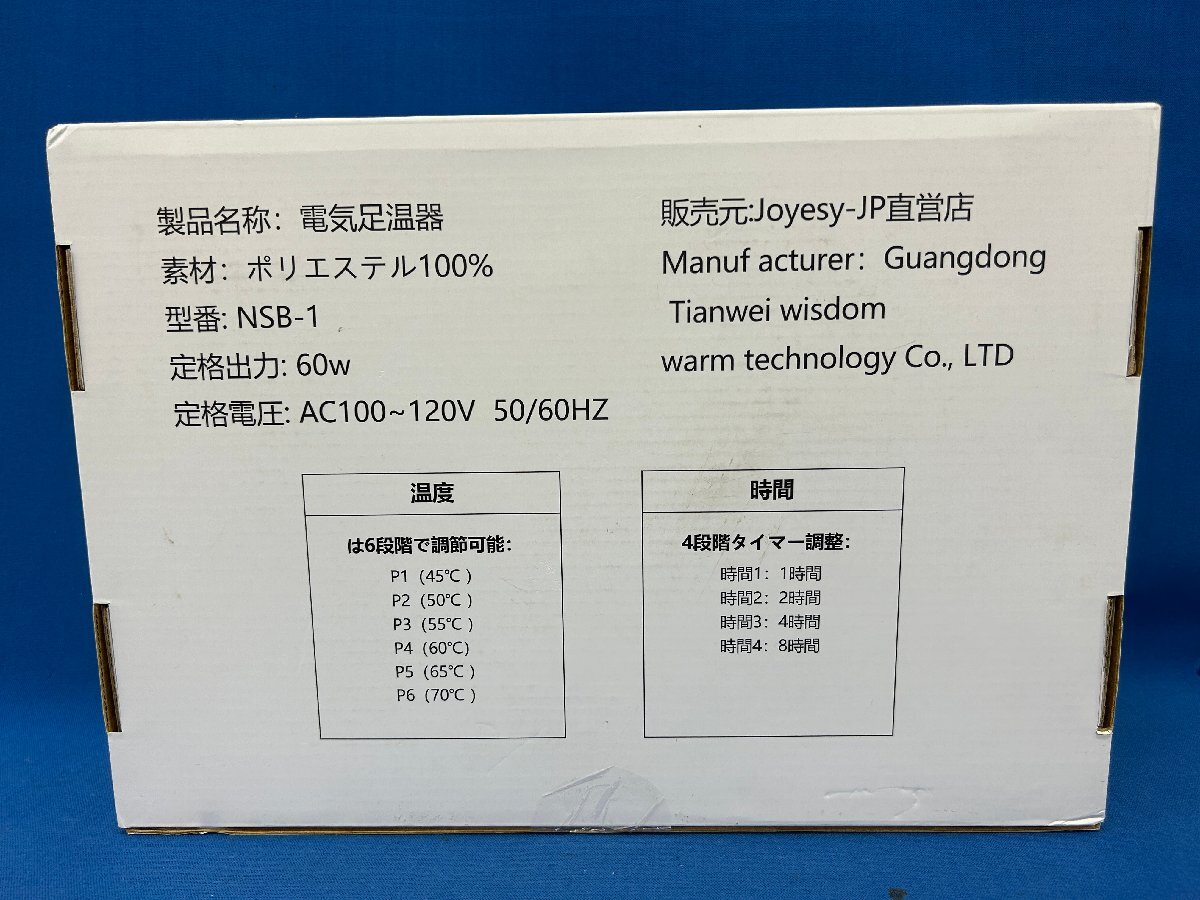 製品名称：電気足温器
素材：ポリエステル100%
型番: NSB-1
定格出力: 60w
定格電圧: AC100~120V 50/60HZ
販売元:Joyesy-JP直営店
Manuf acturer：Guangdong
Tianwei wisdom
warm technology Co., LTD
温度
は6段階で調節可能：
P1（45℃ ）
P2（50℃ ）
P3（55℃ ）
P4（60℃）
P5（65℃ ）
P6（70℃ ）
時間
4段階タイマー調整：
時間1：1時間
時間2：2時間
時間3：4時間
時間4：8時間